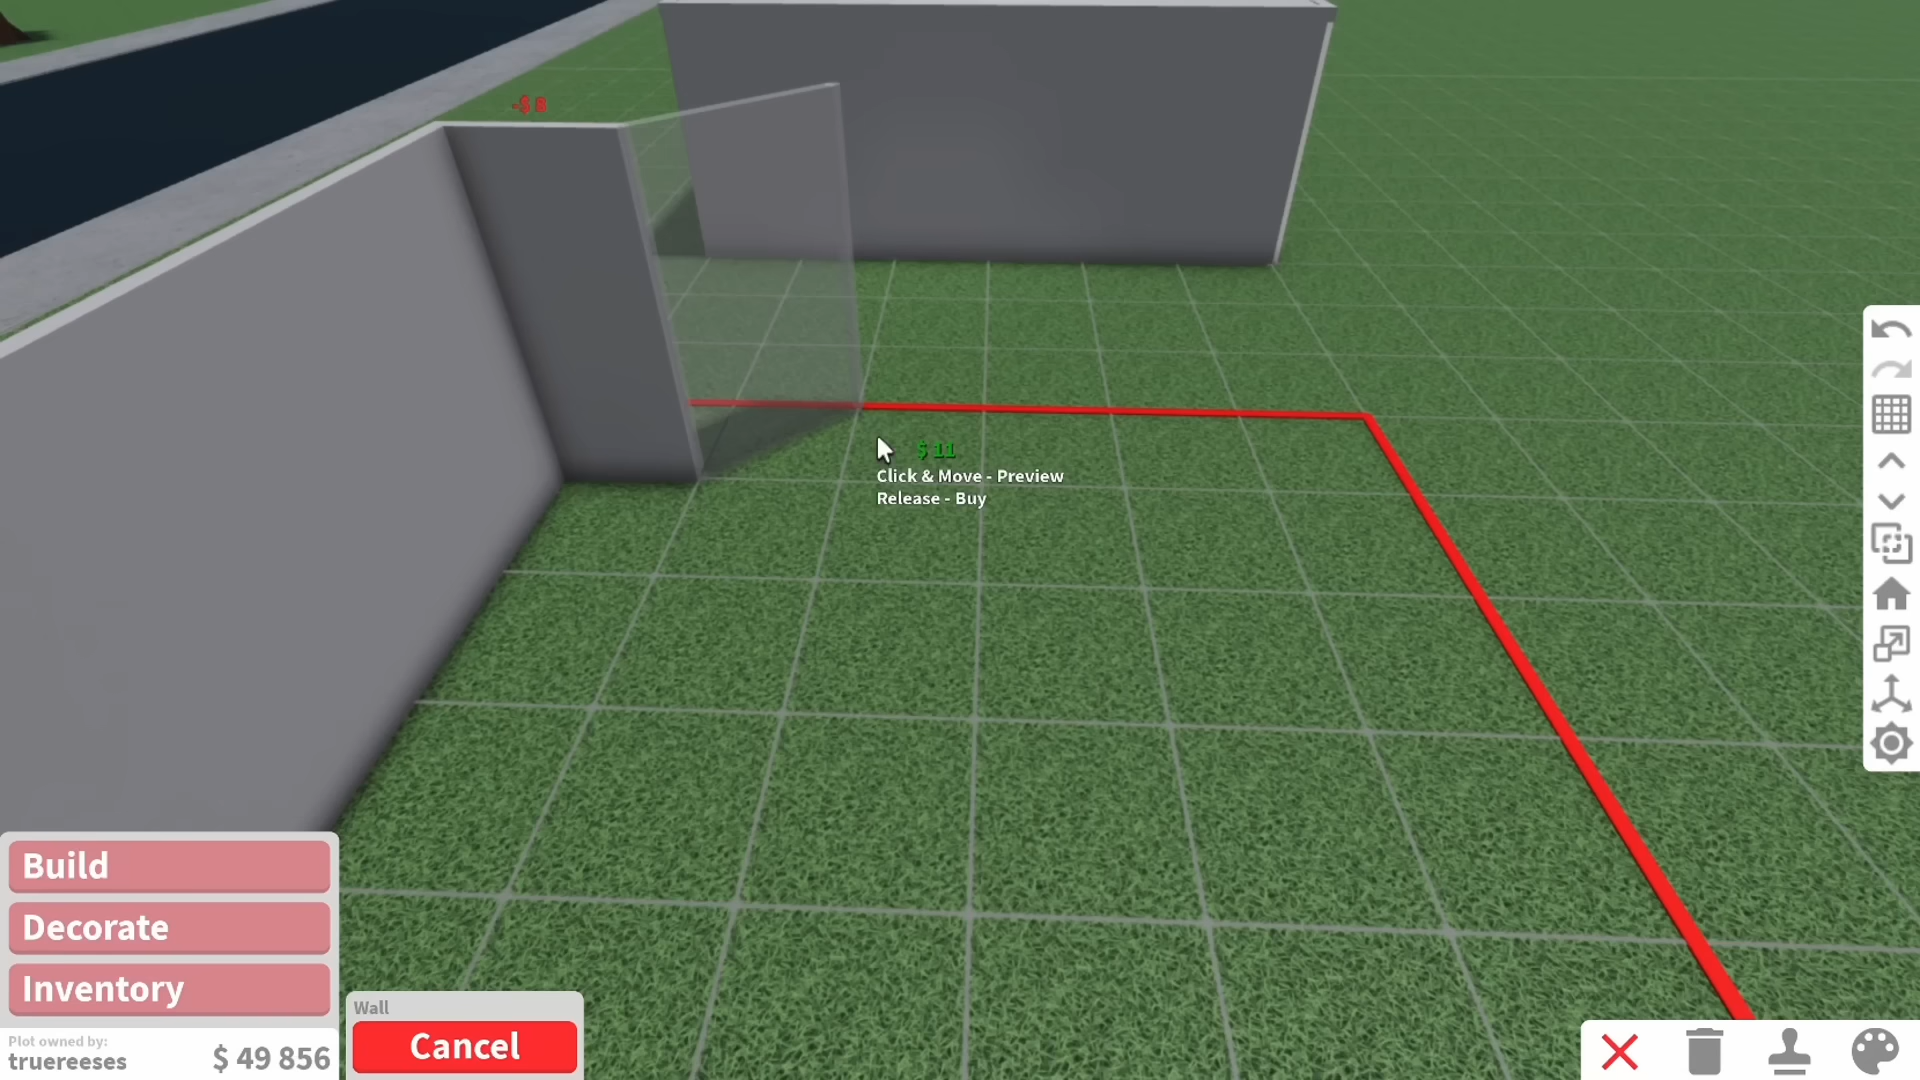 -$ 8
$ 11
Click & Move - Preview
Release - Buy
Build
Decorate
Inventory
Plot owned by:
truereeses
$ 49 856
Wall
Cancel